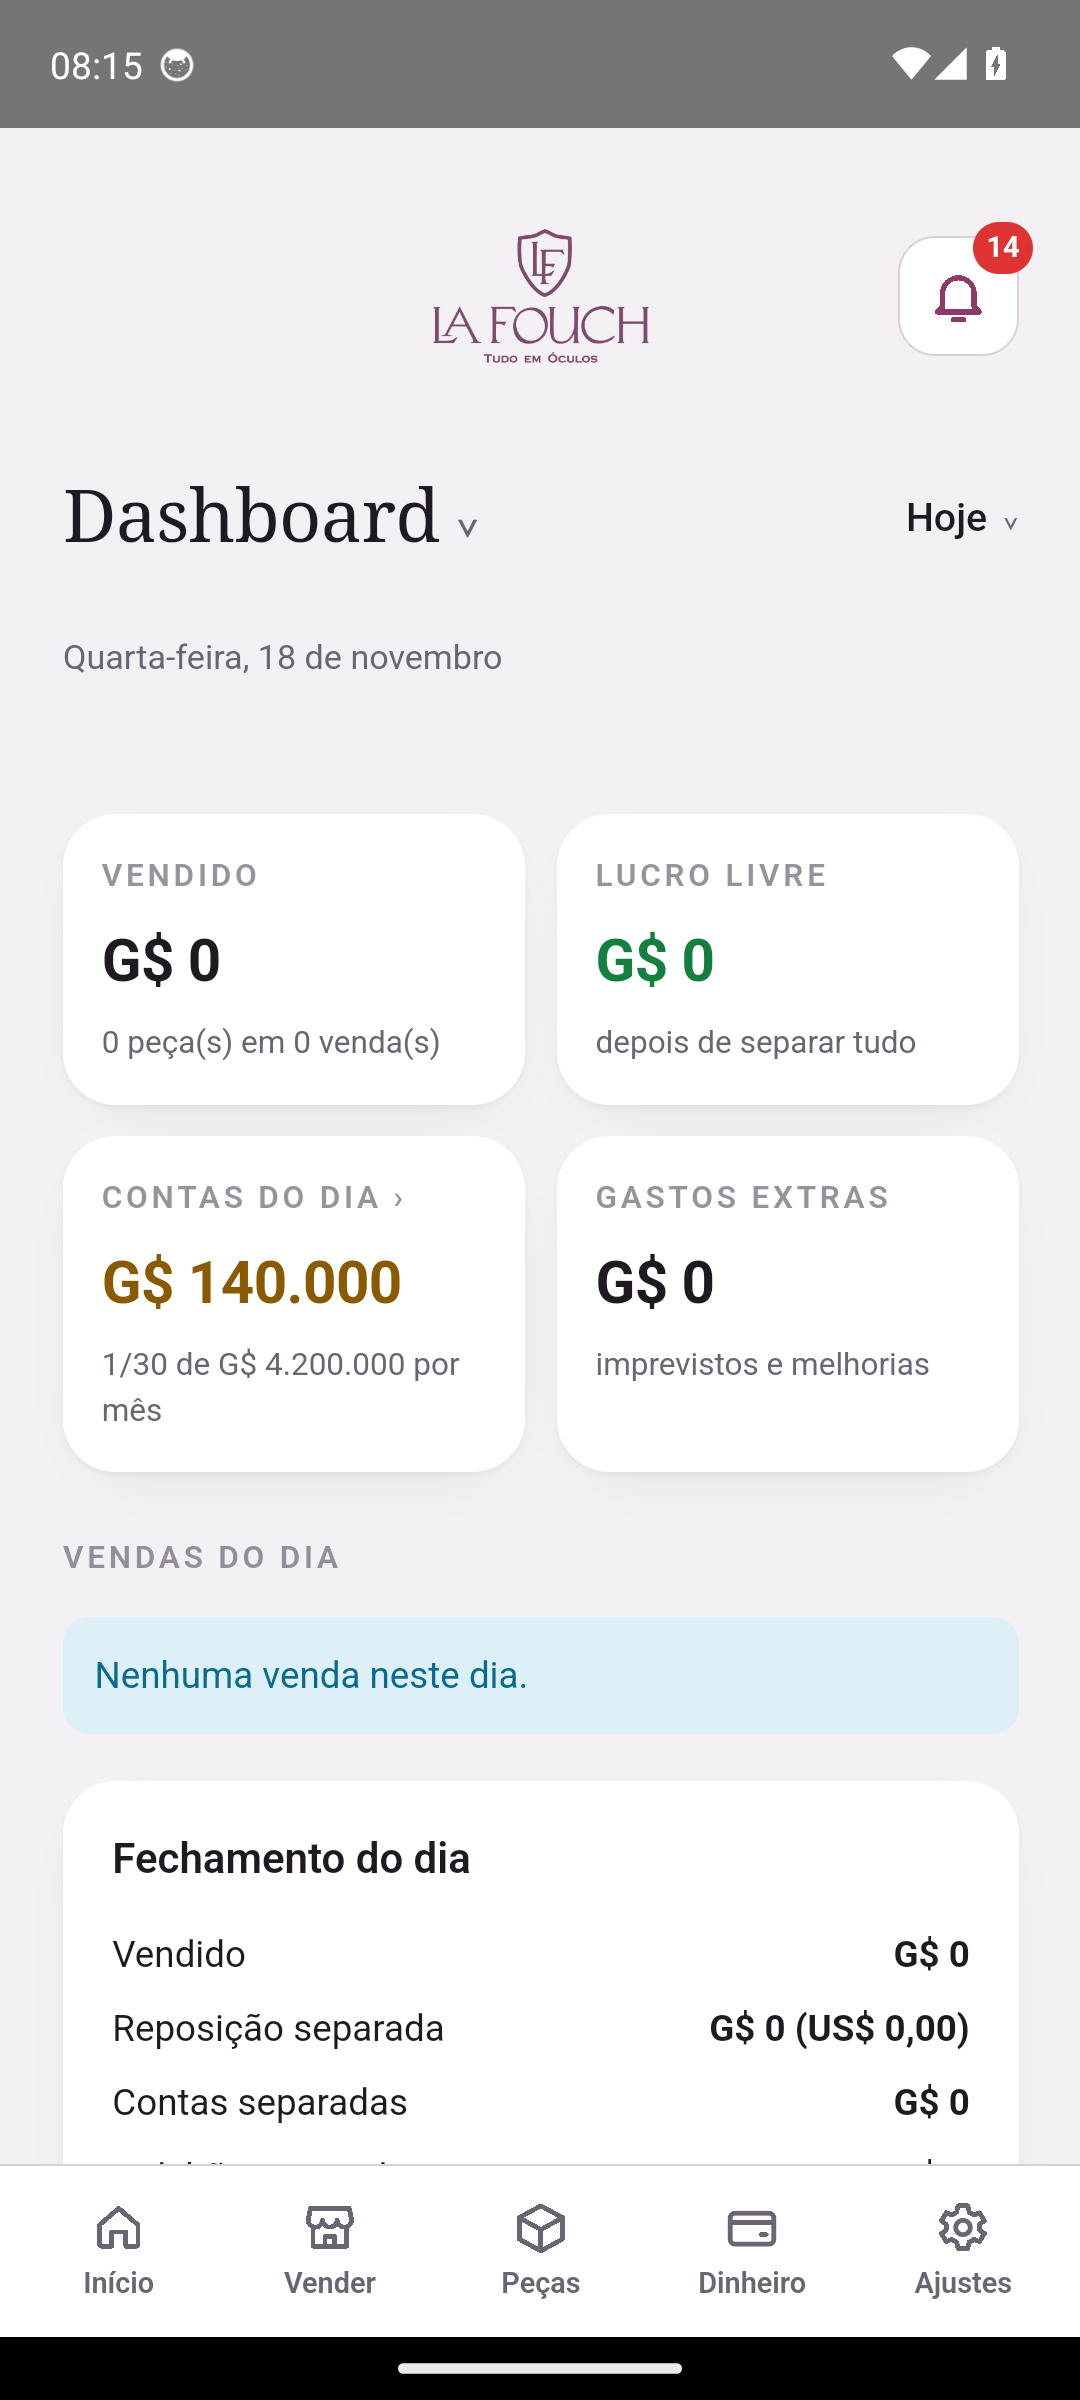 08:15
LF
LA FOUCH
TUDO EM ÓCULOS
14
Dashboard
Hoje
Quarta-feira, 18 de novembro
VENDIDO
G$ 0
0 peça(s) em 0 venda(s)
LUCRO LIVRE
G$ 0
depois de separar tudo
CONTAS DO DIA ›
G$ 140.000
1/30 de G$ 4.200.000 por
mês
GASTOS EXTRAS
G$ 0
imprevistos e melhorias
VENDAS DO DIA
Nenhuma venda neste dia.
Fechamento do dia
Vendido G$ 0
Reposição separada G$ 0 (US$ 0,00)
Contas separadas G$ 0
Início
Vender
Peças
Dinheiro
Ajustes